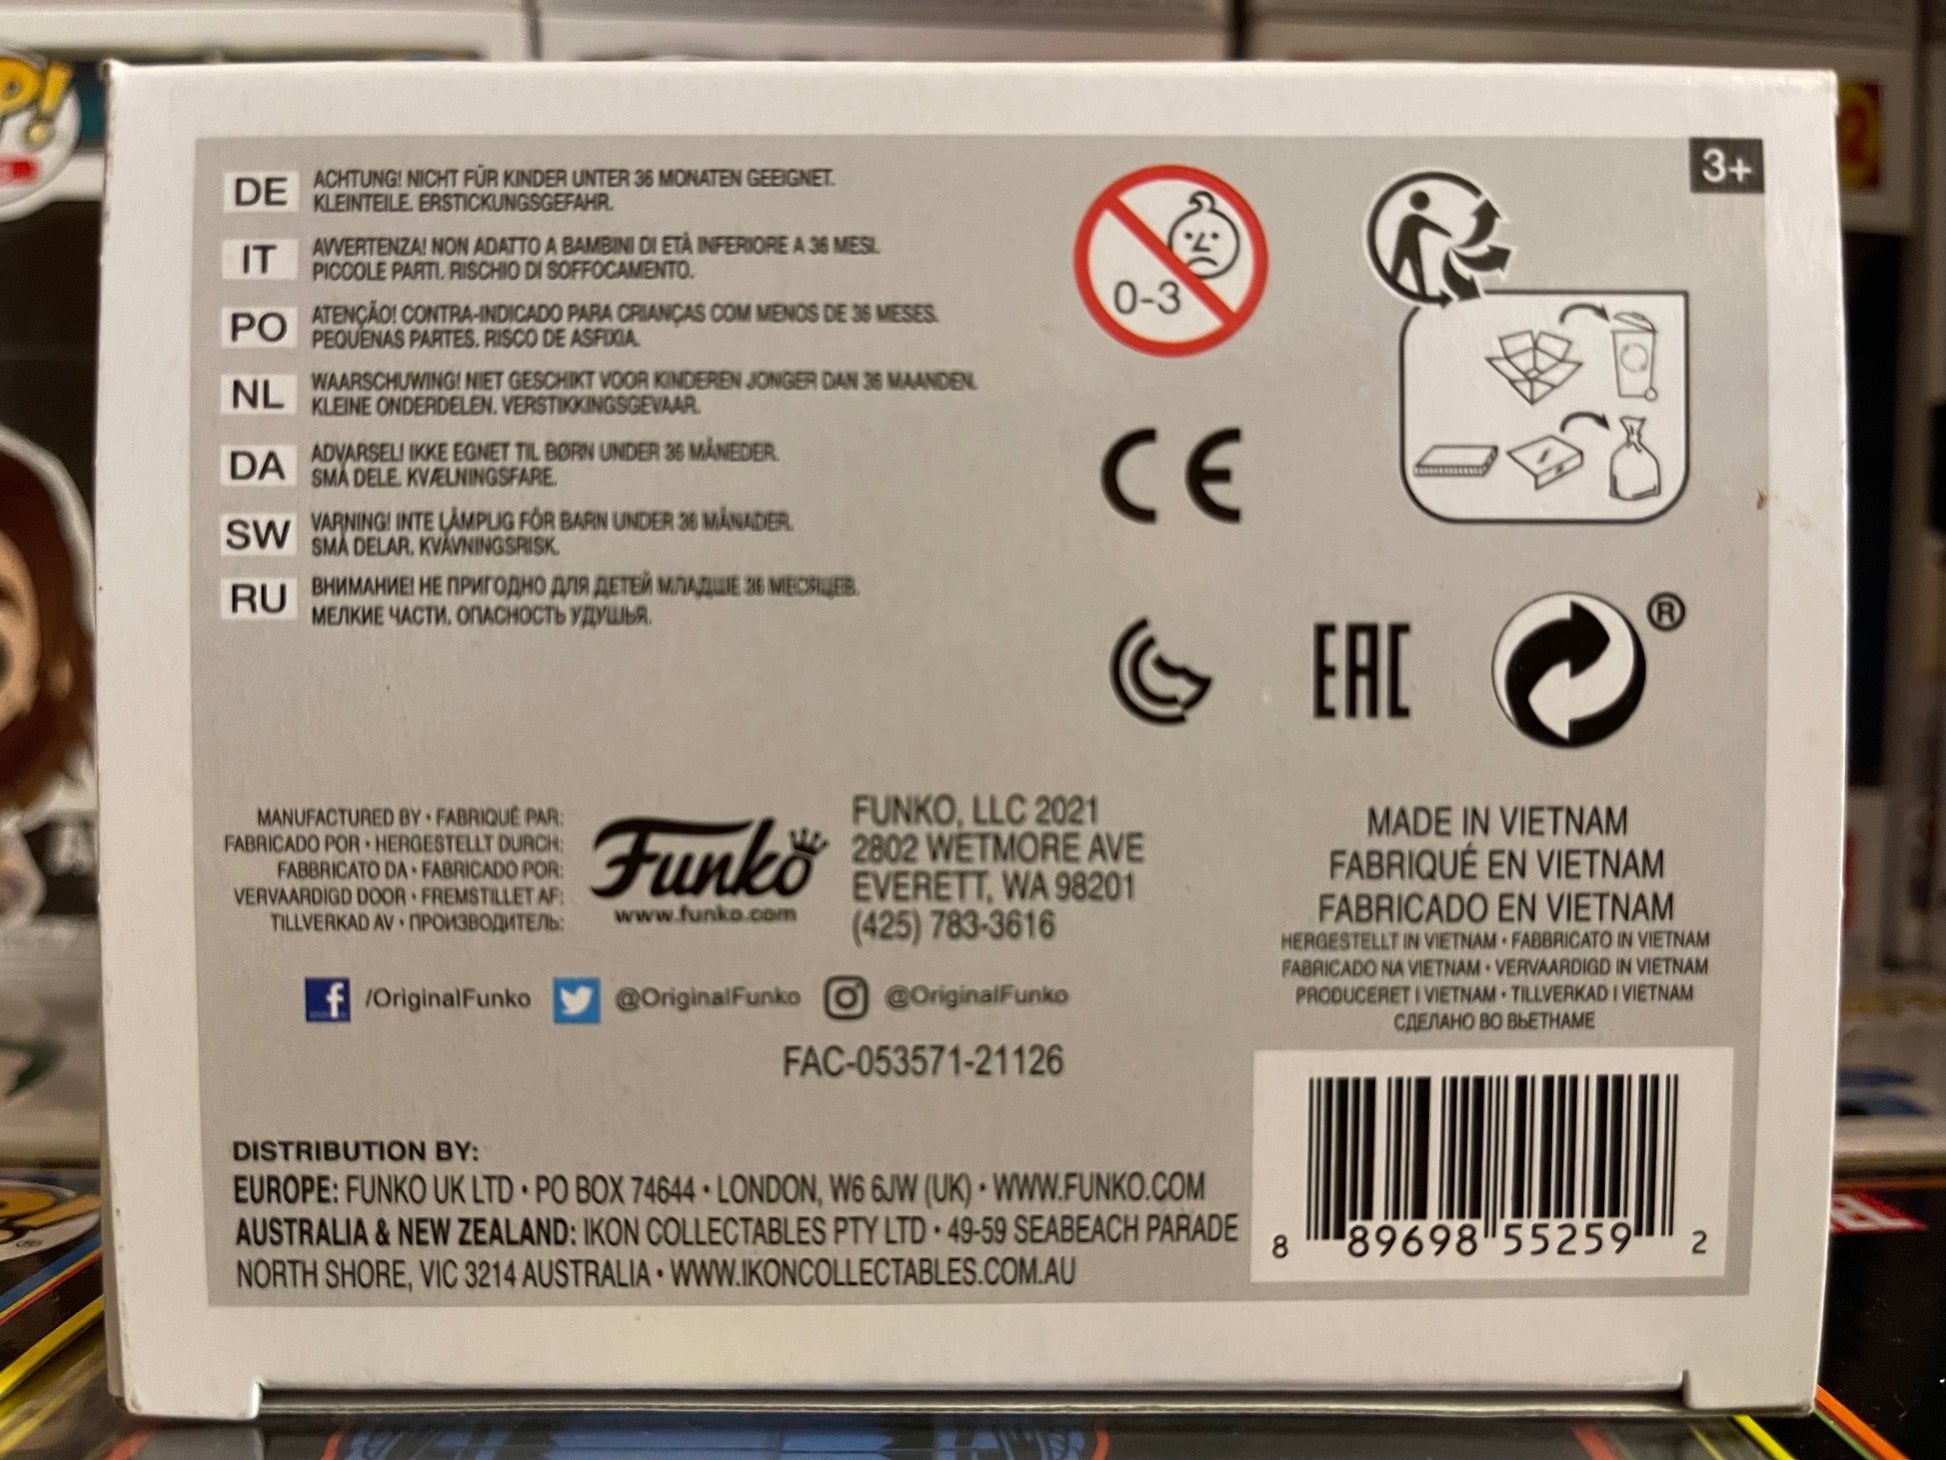 3+
DE
ACHTUNG! NICHT FÜR KINDER UNTER 36 MONATEN GEEIGNET.
KLEINTEILE. ERSTICKUNGSGEFAHR.
IT
AVVERTENZA! NON ADATTO A BAMBINI DI ETÀ INFERIORE A 36 MESI.
PICCOLE PARTI. RISCHIO DI SOFFOCAMENTO.
PO
ATENÇÃO! CONTRA-INDICADO PARA CRIANÇAS COM MENOS DE 36 MESES.
PEQUENAS PARTES. RISCO DE ASFIXIA.
NL
WAARSCHUWING! NIET GESCHIKT VOOR KINDEREN JONGER DAN 36 MAANDEN.
KLEINE ONDERDELEN. VERSTIKKINGSGEVAAR.
DA
ADVARSEL! IKKE EGNET TIL BØRN UNDER 36 MÅNEDER.
SMÅ DELE. KVÆLNINGSFARE.
SW
VARNING! INTE LÄMPLIG FÖR BARN UNDER 36 MÅNADER.
SMÅ DELAR. KVÄVNINGSRISK.
RU
ВНИМАНИЕ! НЕ ПРИГОДНО ДЛЯ ДЕТЕЙ МЛАДШЕ 36 МЕСЯЦЕВ.
МЕЛКИЕ ЧАСТИ. ОПАСНОСТЬ УДУШЬЯ.
0-3
CE
EAC
®
MANUFACTURED BY • FABRIQUÉ PAR:
FABRICADO POR • HERGESTELLT DURCH:
FABBRICATO DA • FABRICADO POR:
VERVAARDIGD DOOR • FREMSTILLET AF:
TILLVERKAD AV • ПРОИЗВОДИТЕЛЬ:
Funko
www.funko.com
FUNKO, LLC 2021
2802 WETMORE AVE
EVERETT, WA 98201
(425) 783-3616
MADE IN VIETNAM
FABRIQUÉ EN VIETNAM
FABRICADO EN VIETNAM
HERGESTELLT IN VIETNAM • FABBRICATO IN VIETNAM
FABRICADO NA VIETNAM • VERVAARDIGD IN VIETNAM
PRODUCERET I VIETNAM • TILLVERKAD I VIETNAM
СДЕЛАНО ВО ВЬЕТНАМЕ
/OriginalFunko @OriginalFunko @OriginalFunko
FAC-053571-21126
DISTRIBUTION BY:
EUROPE: FUNKO UK LTD • PO BOX 74644 • LONDON, W6 6JW (UK) • WWW.FUNKO.COM
AUSTRALIA & NEW ZEALAND: IKON COLLECTABLES PTY LTD • 49-59 SEABEACH PARADE
NORTH SHORE, VIC 3214 AUSTRALIA • WWW.IKONCOLLECTABLES.COM.AU
8 89698 55259 2